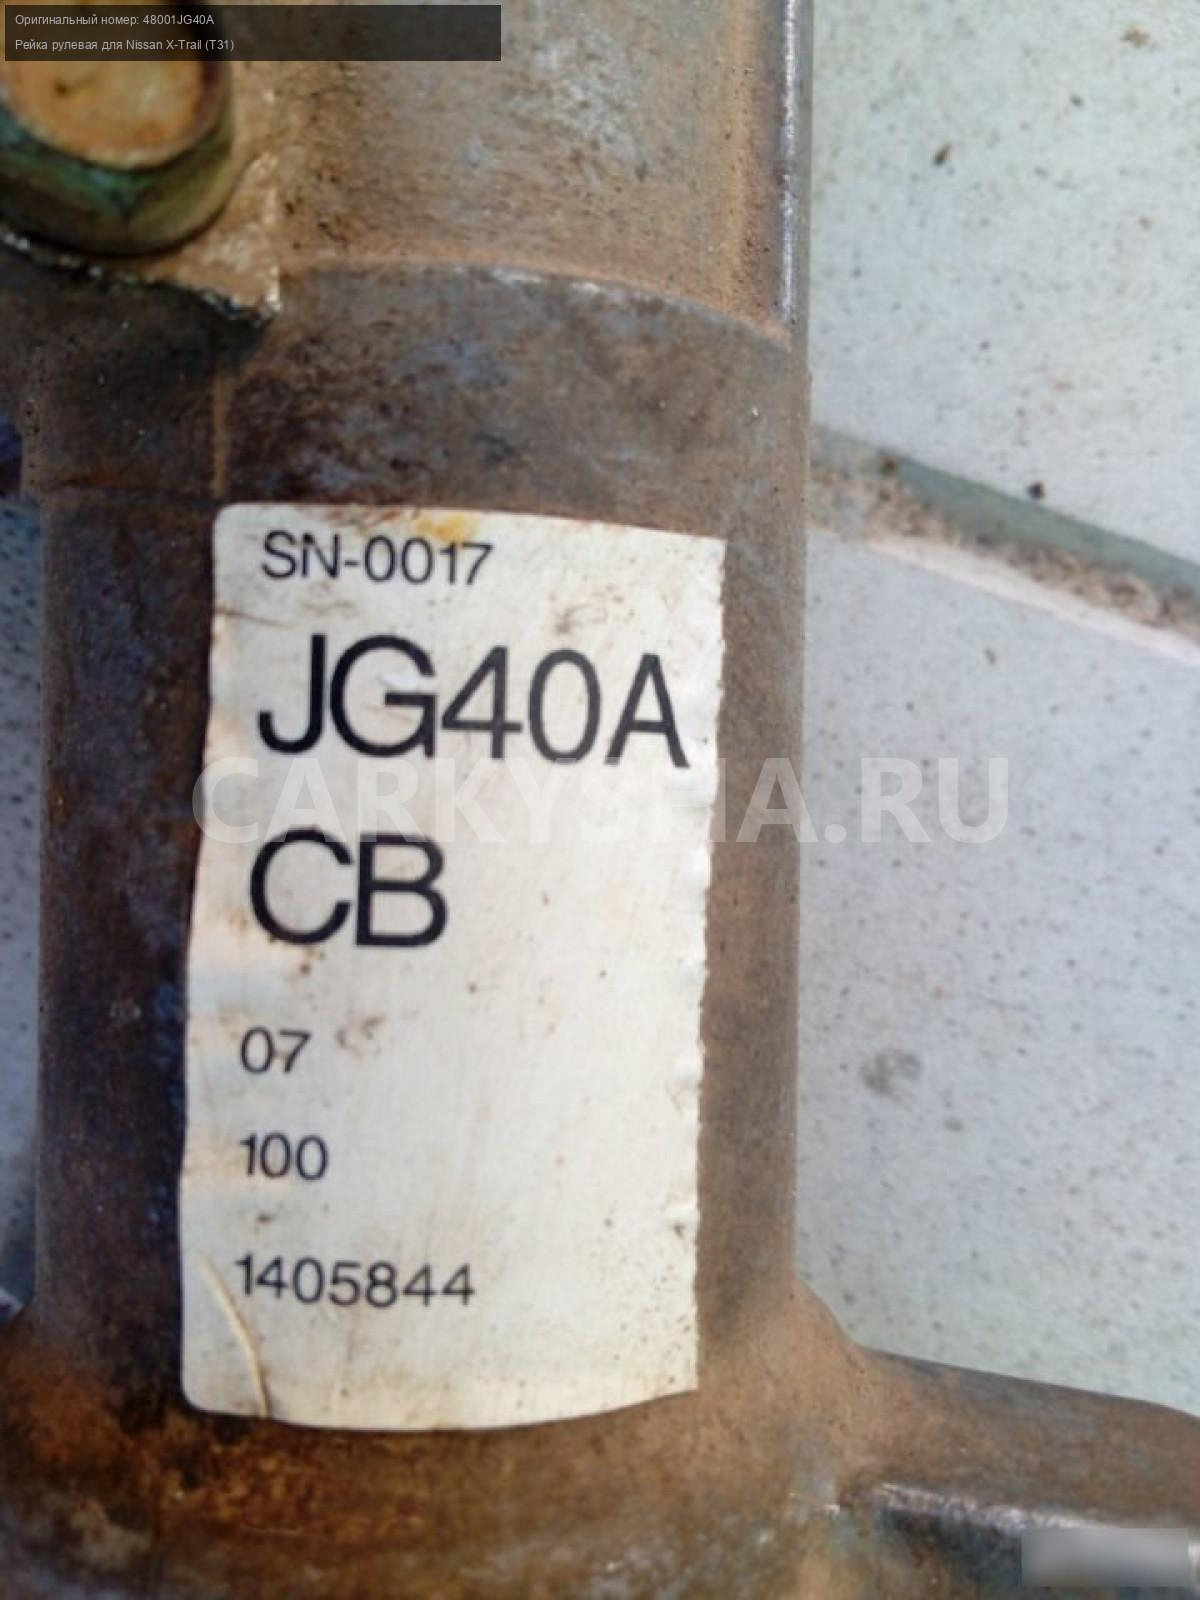 Оригинальный номер: 48001JG40A
Рейка рулевая для Nissan X-Trail (T31)
SN-0017
JG40A
CARKYSHA.RU
CB
07
100
1405844